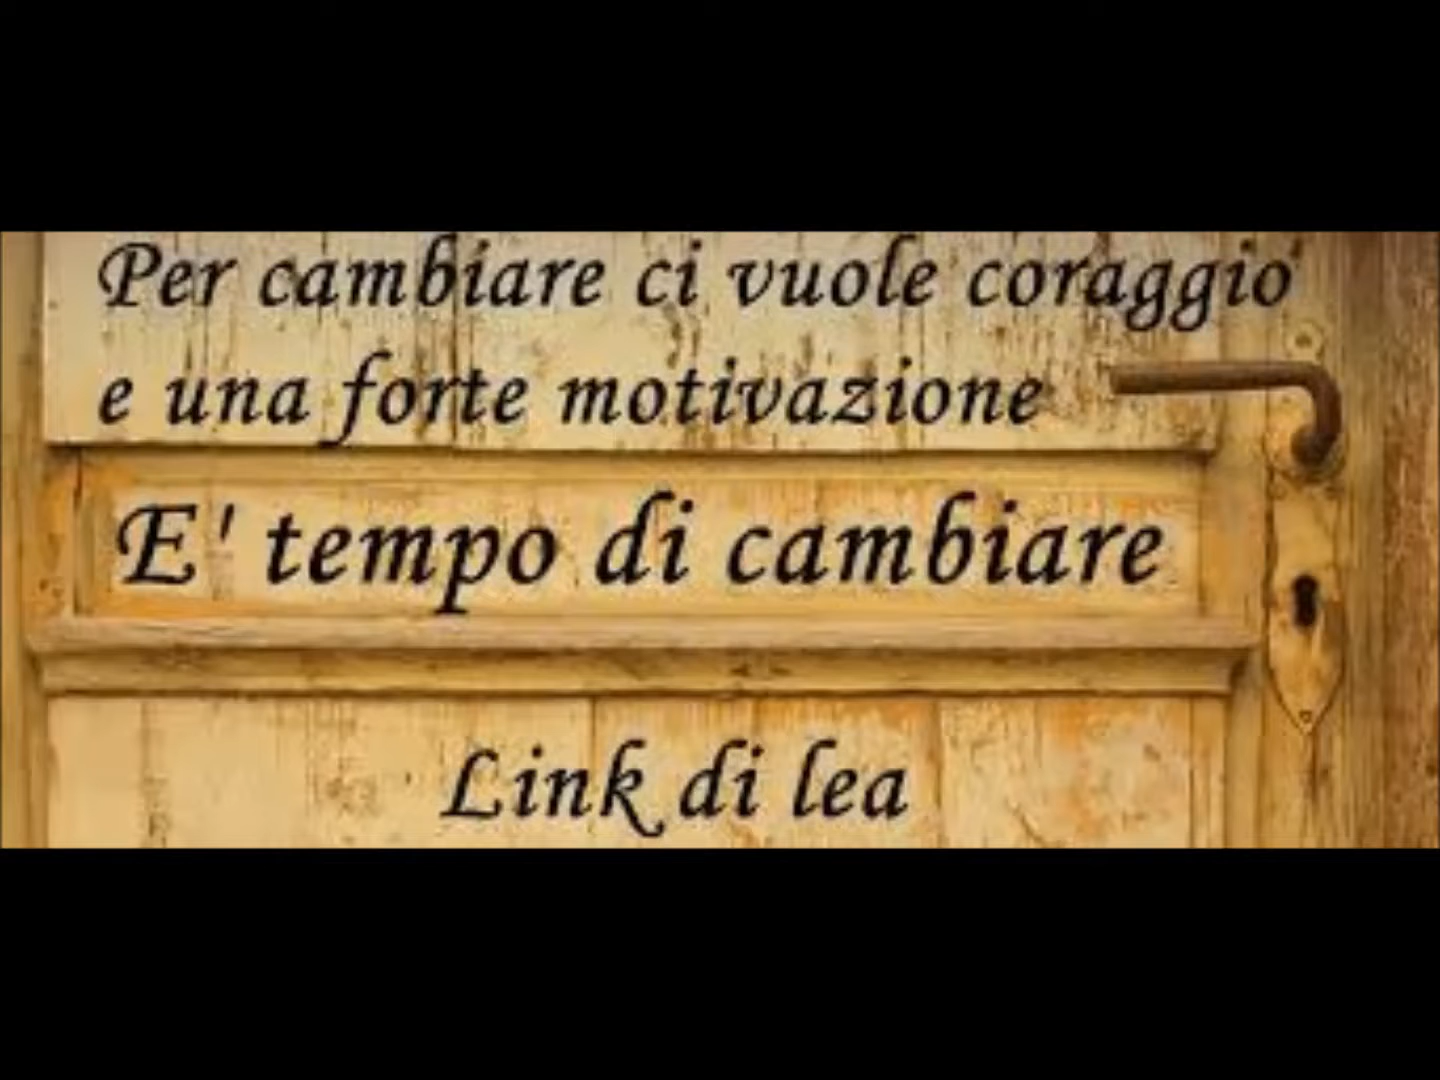 Per cambiare ci vuole coraggio
e una forte motivazione
E' tempo di cambiare
Link di lea